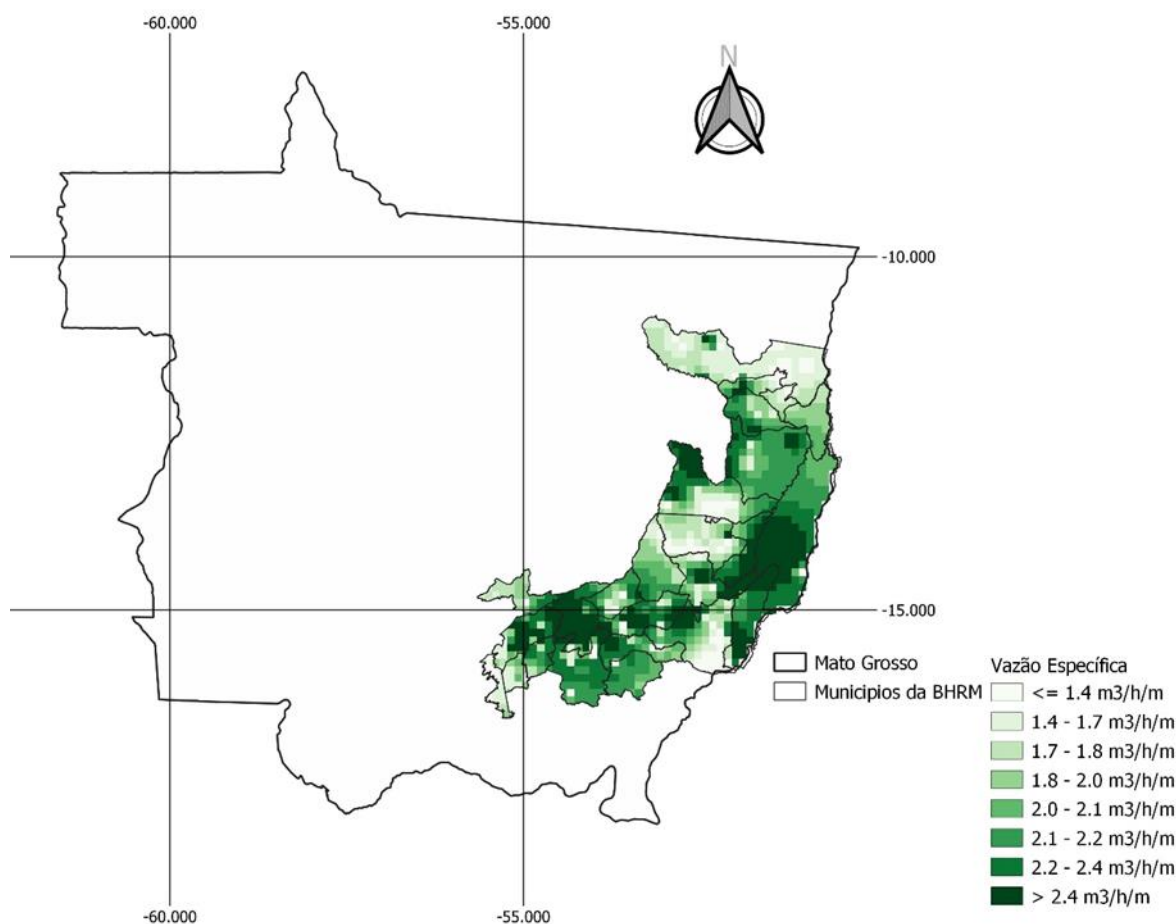 -60.000
-55.000
N
-10.000
-15.000
Mato Grosso
Municipios da BHRM
Vazão Específica
<= 1.4 m3/h/m
1.4 - 1.7 m3/h/m
1.7 - 1.8 m3/h/m
1.8 - 2.0 m3/h/m
2.0 - 2.1 m3/h/m
2.1 - 2.2 m3/h/m
2.2 - 2.4 m3/h/m
> 2.4 m3/h/m
-60.000
-55.000